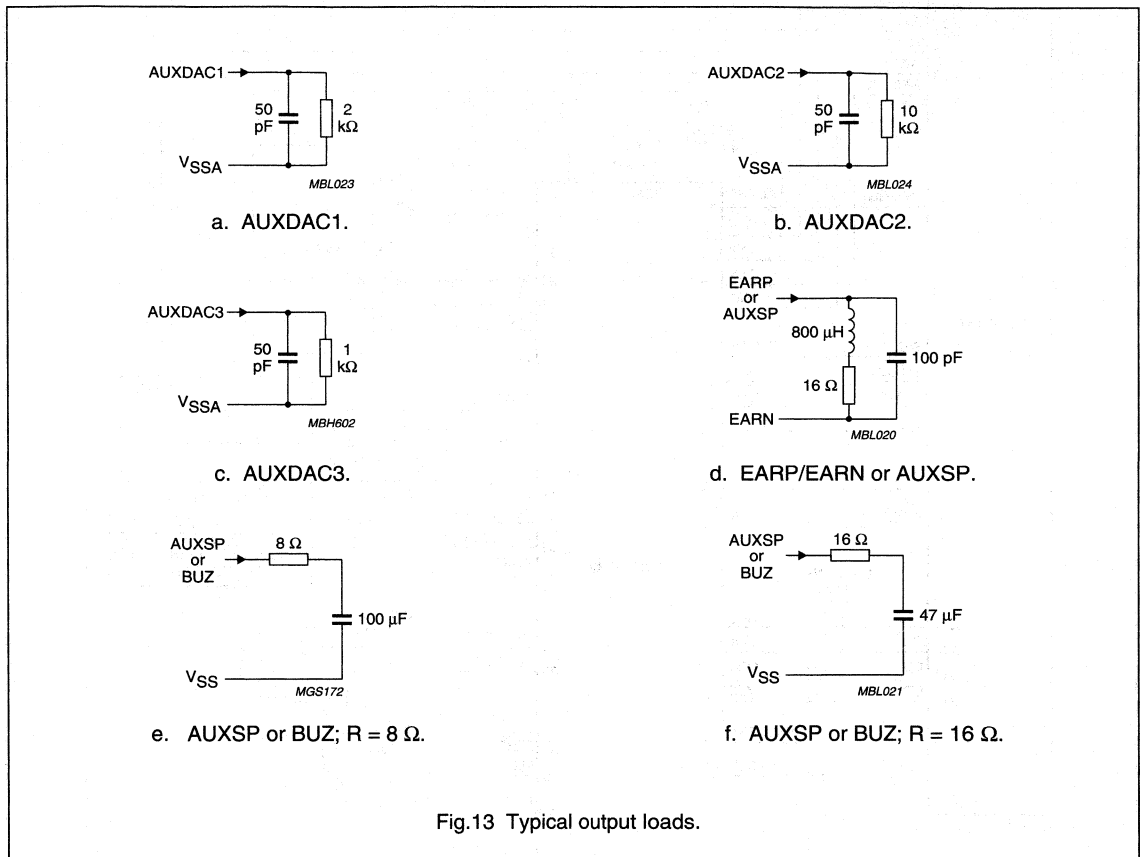 AUXDAC1
50
pF
2
kΩ
VSSA
MBL023
a. AUXDAC1.
AUXDAC2
50
pF
10
kΩ
VSSA
MBL024
b. AUXDAC2.
AUXDAC3
50
pF
1
kΩ
VSSA
MBH602
c. AUXDAC3.
EARP
or
AUXSP
800 μH
16 Ω
100 pF
EARN
MBL020
d. EARP/EARN or AUXSP.
AUXSP
or
BUZ
8 Ω
100 μF
VSS
MGS172
e. AUXSP or BUZ; R = 8 Ω.
AUXSP
or
BUZ
16 Ω
47 μF
VSS
MBL021
f. AUXSP or BUZ; R = 16 Ω.
Fig.13 Typical output loads.